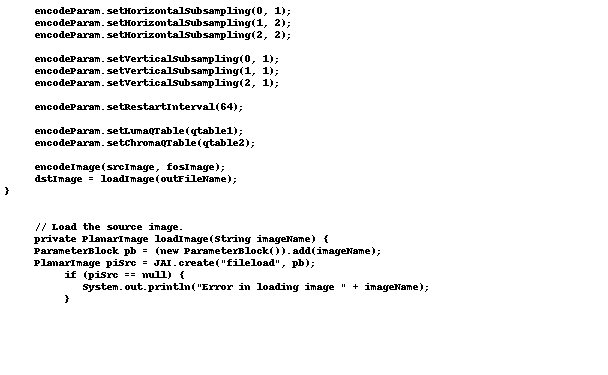 encodeParam.setHorizontalSubsampling(0, 1);
encodeParam.setHorizontalSubsampling(1, 2);
encodeParam.setHorizontalSubsampling(2, 2);
encodeParam.setVerticalSubsampling(0, 1);
encodeParam.setVerticalSubsampling(1, 1);
encodeParam.setVerticalSubsampling(2, 1);
encodeParam.setRestartInterval(64);
encodeParam.setLumaQTable(qtable1);
encodeParam.setChromaQTable(qtable2);
encodeImage(srcImage, fosImage);
dstImage = loadImage(outFileName);
}
// Load the source image.
private PlanarImage loadImage(String imageName) {
ParameterBlock pb = (new ParameterBlock()).add(imageName);
PlanarImage piSrc = JAI.create("fileload", pb);
if (piSrc == null) {
System.out.println("Error in loading image " + imageName);
}